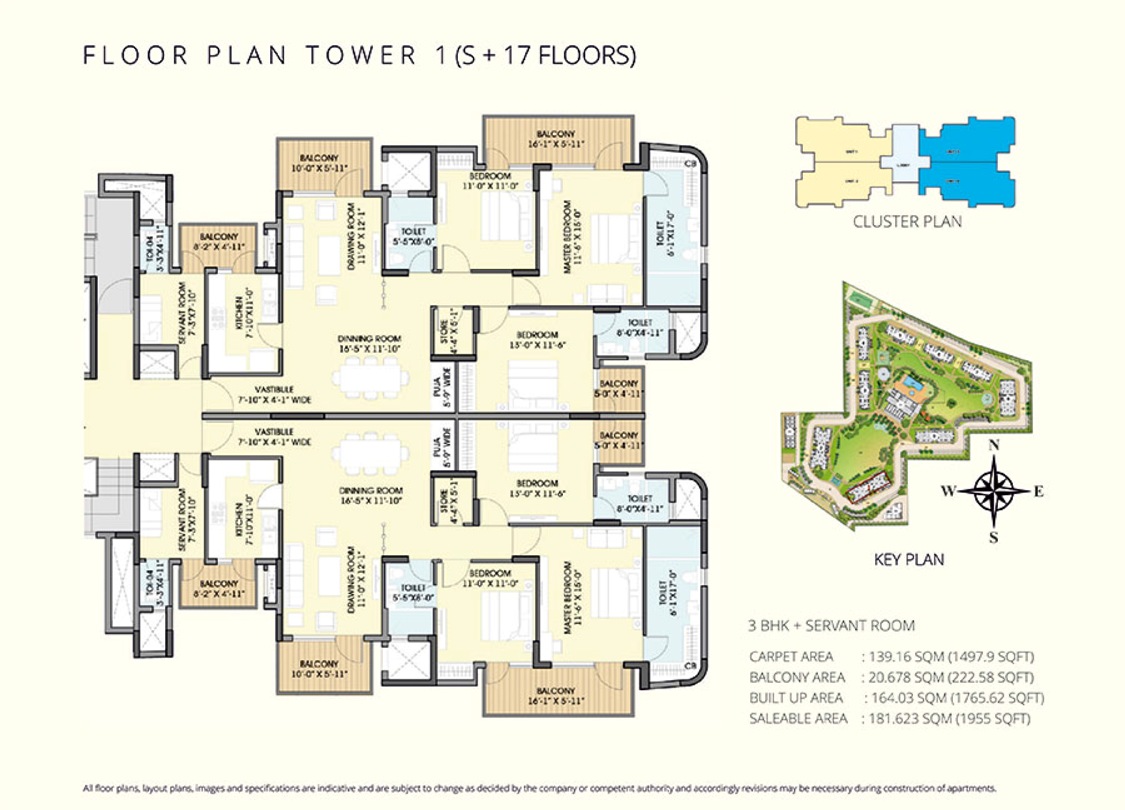 FLOOR PLAN TOWER 1 (S + 17 FLOORS)
BALCONY
16'-1" X 5'-11"
BALCONY
10'-0" X 5'-11"
BEDROOM
11'-0" X 11'-0"
CB
TOI-04
3'-3"X4'-11"
BALCONY
8'-2" X 4'-11"
DRAWING ROOM
11'-0" X 12'-1"
TOILET
5'-5"X8'-0"
MASTER BEDROOM
11'-6" X 15'-0"
TOILET
6'-1"X17'-0"
SERVANT ROOM
7'-3"X7'-10"
KITCHEN
7'-10"X11'-0"
DINNING ROOM
16'-5" X 11'-10"
STORE
4'-4" X 5'-1"
BEDROOM
13'-0" X 11'-6"
TOILET
8'-0"X4'-11"
VASTIBULE
7'-10" X 4'-1" WIDE
PUJA
5'-9" WIDE
BALCONY
5-0" X 4'-11"
VASTIBULE
7'-10" X 4'-1" WIDE
PUJA
5'-9" WIDE
BALCONY
5-0" X 4'-11"
DINNING ROOM
16'-5" X 11'-10"
STORE
4'-4" X 5'-1"
BEDROOM
13'-0" X 11'-6"
TOILET
8'-0"X4'-11"
SERVANT ROOM
7'-3"X7'-10"
KITCHEN
7'-10"X11'-0"
TOI-04
3'-3"X4'-11"
BALCONY
8'-2" X 4'-11"
DRAWING ROOM
11'-0" X 12'-1"
TOILET
5'-5"X8'-0"
BEDROOM
11'-0" X 11'-0"
MASTER BEDROOM
11'-6" X 15'-0"
TOILET
6'-1"X17'-0"
CB
BALCONY
10'-0" X 5'-11"
BALCONY
16'-1" X 5'-11"
CLUSTER PLAN
N
W
E
S
KEY PLAN
3 BHK + SERVANT ROOM
CARPET AREA : 139.16 SQM (1497.9 SQFT)
BALCONY AREA : 20.678 SQM (222.58 SQFT)
BUILT UP AREA : 164.03 SQM (1765.62 SQFT)
SALEABLE AREA : 181.623 SQM (1955 SQFT)
All floor plans, layout plans, images and specifications are indicative and are subject to change as decided by the company or competent authority and accordingly revisions may be necessary during construction of apartments.